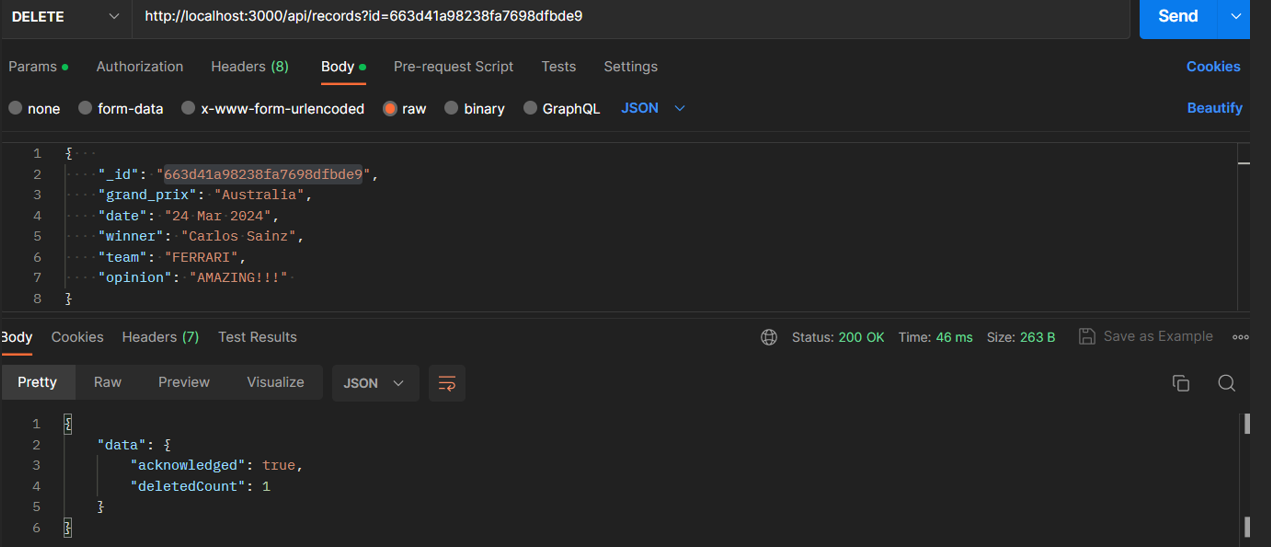 DELETE http://localhost:3000/api/records?id=663d41a98238fa7698dfbde9 Send
Params Authorization Headers (8) Body Pre-request Script Tests Settings Cookies
none form-data x-www-form-urlencoded raw binary GraphQL JSON Beautify
1 {
2 "_id": "663d41a98238fa7698dfbde9",
3 "grand_prix": "Australia",
4 "date": "24 Mar 2024",
5 "winner": "Carlos Sainz",
6 "team": "FERRARI",
7 "opinion": "AMAZING!!!"
8 }
Body Cookies Headers (7) Test Results Status: 200 OK Time: 46 ms Size: 263 B Save as Example
Pretty Raw Preview Visualize JSON
1 {
2 "data": {
3 "acknowledged": true,
4 "deletedCount": 1
5 }
6 }